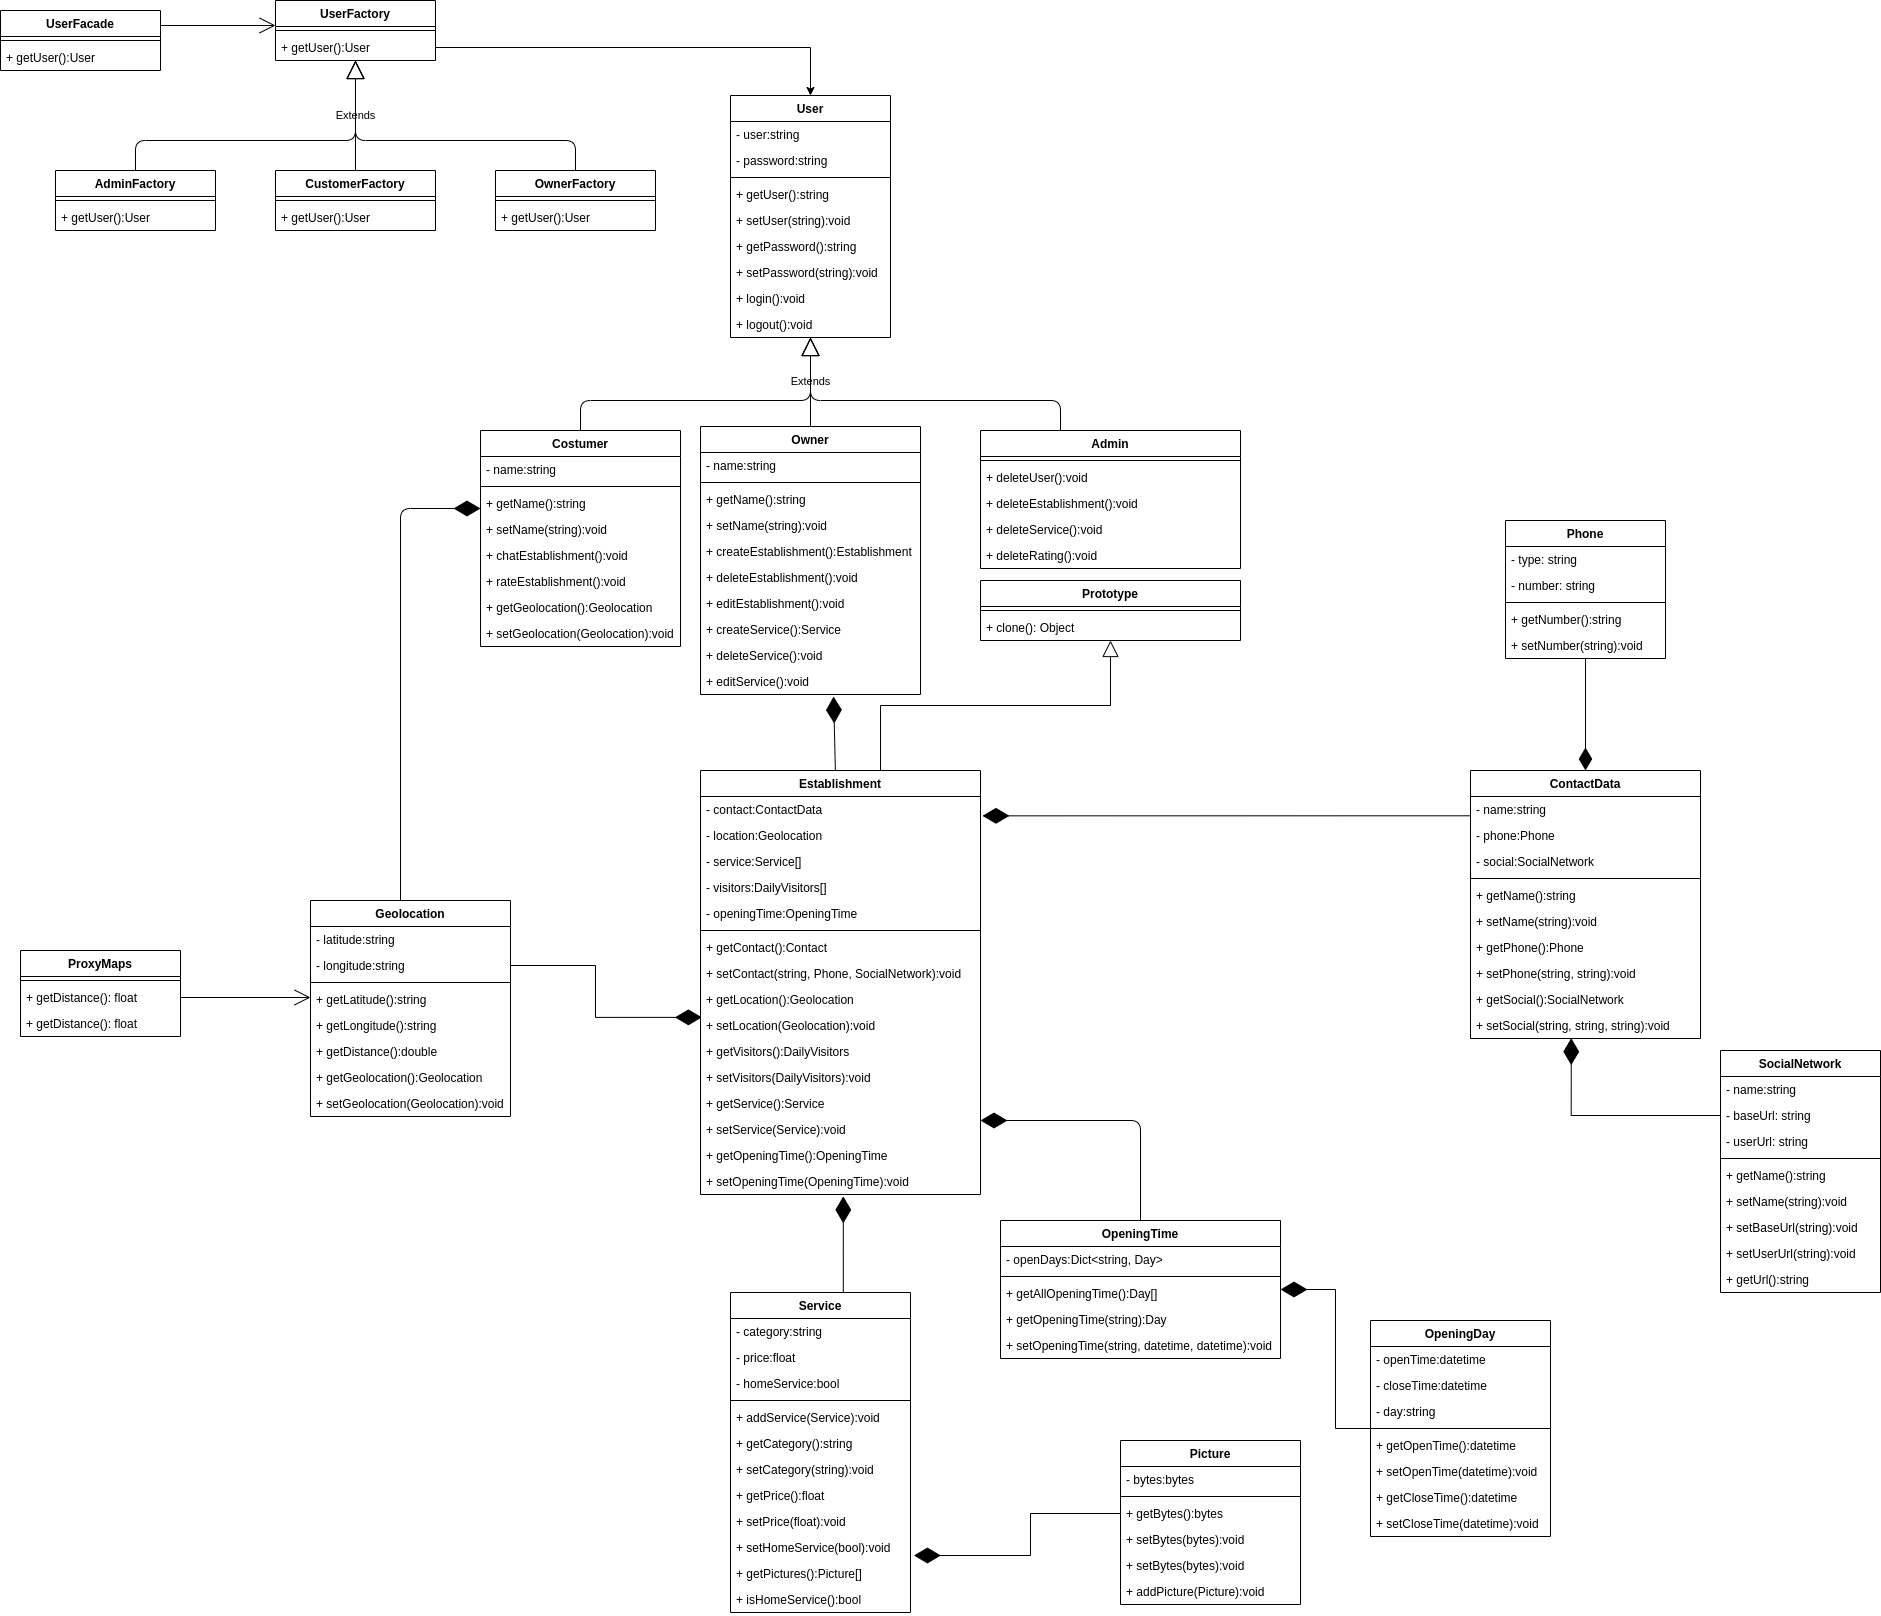 UserFacade
+ getUser():User
UserFactory
+ getUser():User
Extends
AdminFactory
+ getUser():User
CustomerFactory
+ getUser():User
OwnerFactory
+ getUser():User
User
- user:string
- password:string
+ getUser():string
+ setUser(string):void
+ getPassword():string
+ setPassword(string):void
+ login():void
+ logout():void
Extends
Costumer
- name:string
+ getName():string
+ setName(string):void
+ chatEstablishment():void
+ rateEstablishment():void
+ getGeolocation():Geolocation
+ setGeolocation(Geolocation):void
Owner
- name:string
+ getName():string
+ setName(string):void
+ createEstablishment():Establishment
+ deleteEstablishment():void
+ editEstablishment():void
+ createService():Service
+ deleteService():void
+ editService():void
Admin
+ deleteUser():void
+ deleteEstablishment():void
+ deleteService():void
+ deleteRating():void
Prototype
+ clone(): Object
Phone
- type: string
- number: string
+ getNumber():string
+ setNumber(string):void
Establishment
- contact:ContactData
- location:Geolocation
- service:Service[]
- visitors:DailyVisitors[]
- openingTime:OpeningTime
+ getContact():Contact
+ setContact(string, Phone, SocialNetwork):void
+ getLocation():Geolocation
+ setLocation(Geolocation):void
+ getVisitors():DailyVisitors
+ setVisitors(DailyVisitors):void
+ getService():Service
+ setService(Service):void
+ getOpeningTime():OpeningTime
+ setOpeningTime(OpeningTime):void
ContactData
- name:string
- phone:Phone
- social:SocialNetwork
+ getName():string
+ setName(string):void
+ getPhone():Phone
+ setPhone(string, string):void
+ getSocial():SocialNetwork
+ setSocial(string, string, string):void
Geolocation
- latitude:string
- longitude:string
+ getLatitude():string
+ getLongitude():string
+ getDistance():double
+ getGeolocation():Geolocation
+ setGeolocation(Geolocation):void
ProxyMaps
+ getDistance(): float
+ getDistance(): float
SocialNetwork
- name:string
- baseUrl: string
- userUrl: string
+ getName():string
+ setName(string):void
+ setBaseUrl(string):void
+ setUserUrl(string):void
+ getUrl():string
OpeningTime
- openDays:Dict<string, Day>
+ getAllOpeningTime():Day[]
+ getOpeningTime(string):Day
+ setOpeningTime(string, datetime, datetime):void
Service
- category:string
- price:float
- homeService:bool
+ addService(Service):void
+ getCategory():string
+ setCategory(string):void
+ getPrice():float
+ setPrice(float):void
+ setHomeService(bool):void
+ getPictures():Picture[]
+ isHomeService():bool
OpeningDay
- openTime:datetime
- closeTime:datetime
- day:string
+ getOpenTime():datetime
+ setOpenTime(datetime):void
+ getCloseTime():datetime
+ setCloseTime(datetime):void
Picture
- bytes:bytes
+ getBytes():bytes
+ setBytes(bytes):void
+ setBytes(bytes):void
+ addPicture(Picture):void